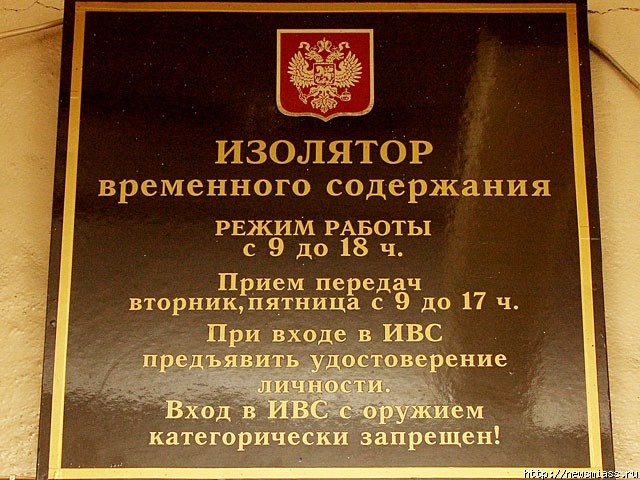 ИЗОЛЯТОР
временного содержания
РЕЖИМ РАБОТЫ
с 9 до 18 ч.
Прием передач
вторник,пятница с 9 до 17 ч.
При входе в ИВС
предъявить удостоверение
личности.
Вход в ИВС с оружием
категорически запрещен!
http://newsmiass.ru